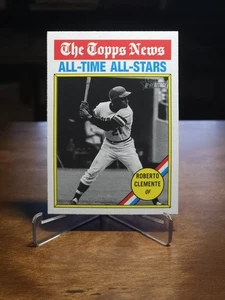 The Topps News
ALL-TIME ALL-STARS
ROBERTO
CLEMENTE
OF